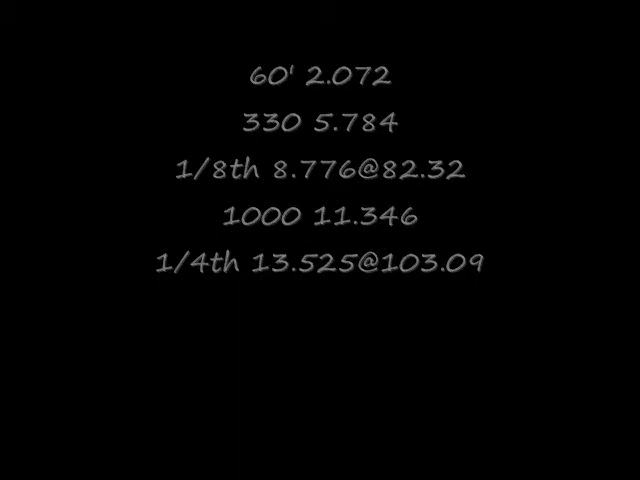 60' 2.072
330 5.784
1/8th 8.776@82.32
1000 11.346
1/4th 13.525@103.09